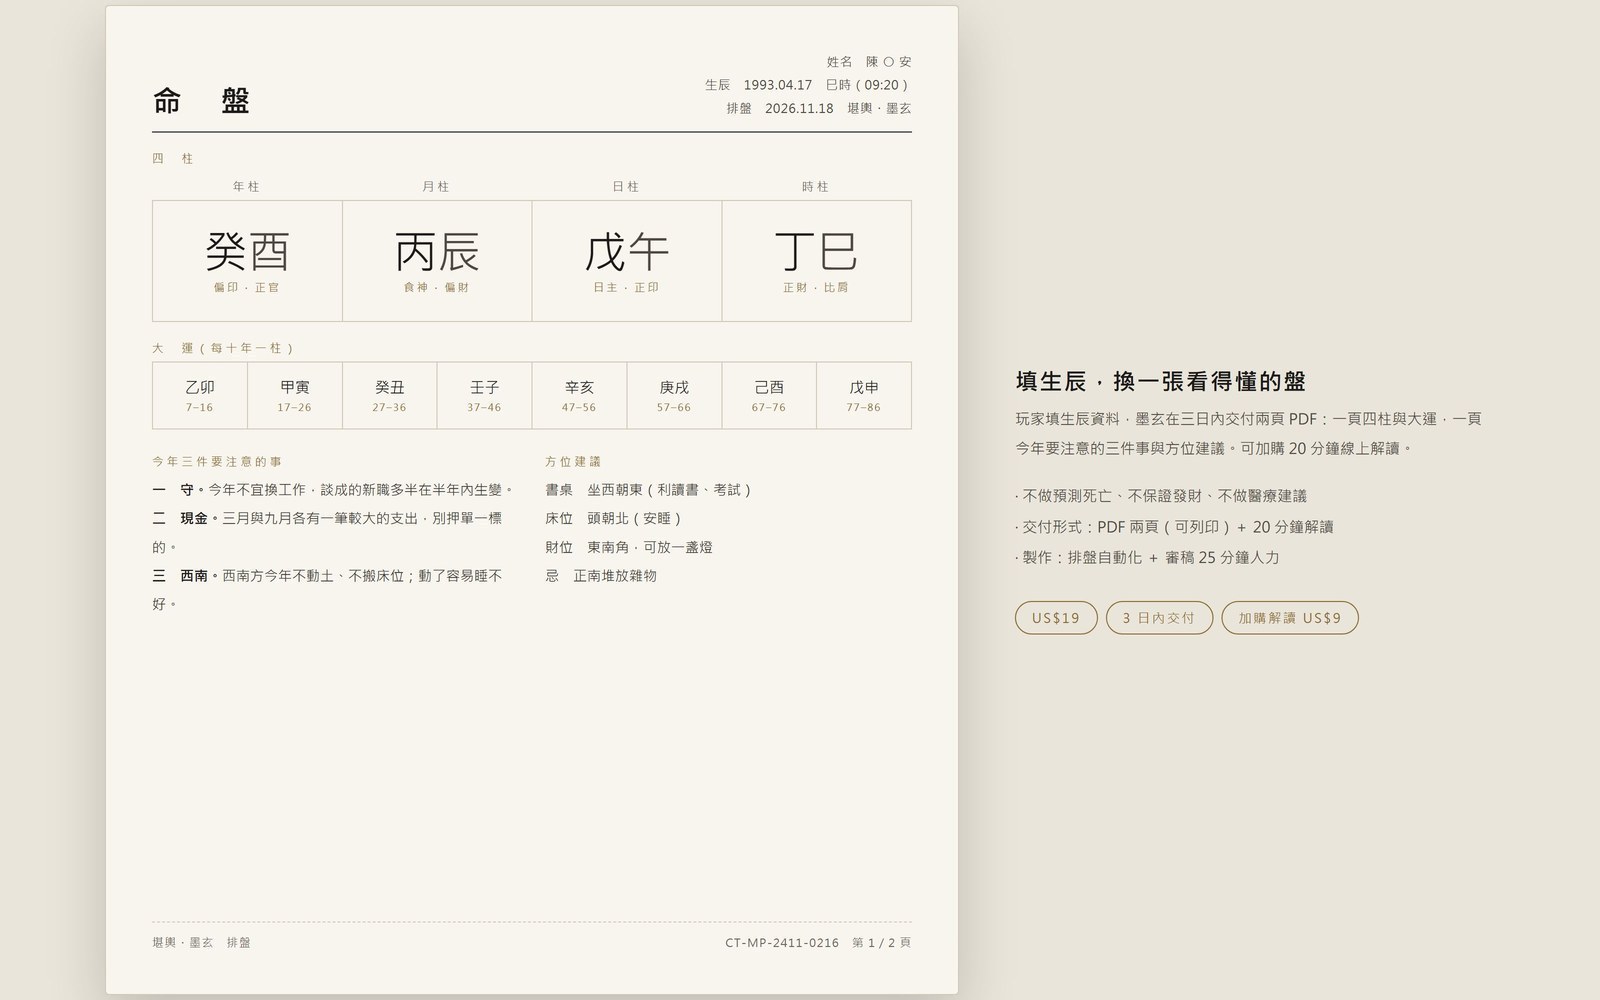 命 盤
姓名 陳 ○ 安
生辰 1993.04.17 巳時(09:20)
排盤 2026.11.18 堪輿・墨玄
四 柱
年柱 月柱 日柱 時柱
癸酉 丙辰 戊午 丁巳
偏印・正官 食神・偏財 日主・正印 正財・比肩
大 運(每十年一柱)
乙卯 甲寅 癸丑 壬子 辛亥 庚戌 己酉 戊申
7–16 17–26 27–36 37–46 47–56 57–66 67–76 77–86
今年三件要注意的事
一 守。今年不宜換工作,談成的新職多半在半年內生變。
二 現金。三月與九月各有一筆較大的支出,別押單一標
的。
三 西南。西南方今年不動土、不搬床位;動了容易睡不
好。
方位建議
書桌 坐西朝東(利讀書、考試)
床位 頭朝北(安睡)
財位 東南角,可放一盞燈
忌 正南堆放雜物
堪輿・墨玄 排盤
CT-MP-2411-0216 第 1 / 2 頁
填生辰,換一張看得懂的盤
玩家填生辰資料,墨玄在三日內交付兩頁 PDF:一頁四柱與大運,一頁
今年要注意的三件事與方位建議。可加購 20 分鐘線上解讀。
· 不做預測死亡、不保證發財、不做醫療建議
· 交付形式:PDF 兩頁(可列印)+ 20 分鐘解讀
· 製作:排盤自動化 + 審稿 25 分鐘人力
US$19 3 日內交付 加購解讀 US$9